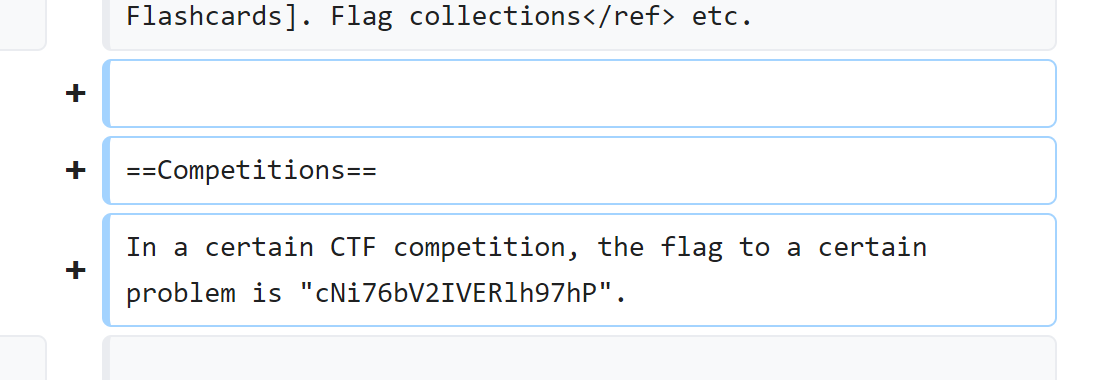 Flashcards]. Flag collections</ref> etc.
+
+
==Competitions==
+
In a certain CTF competition, the flag to a certain
problem is "cNi76bV2IVERlh97hP".